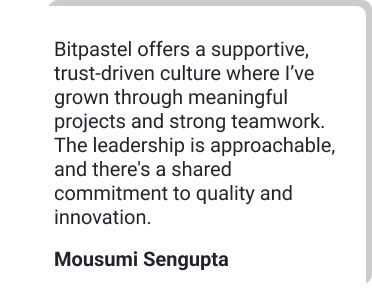 Bitpastel offers a supportive,
trust-driven culture where I’ve
grown through meaningful
projects and strong teamwork.
The leadership is approachable,
and there's a shared
commitment to quality and
innovation.
Mousumi Sengupta